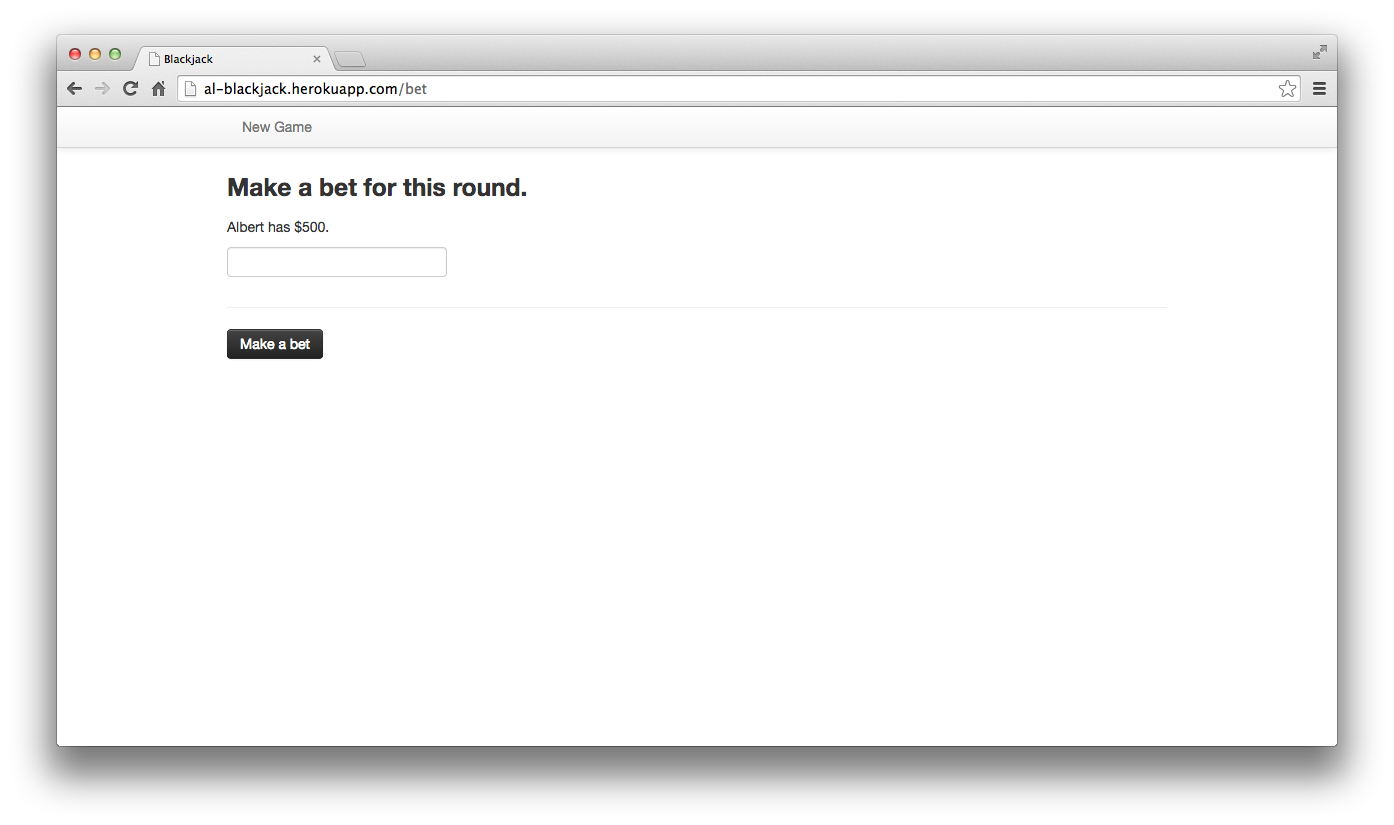 Blackjack
al-blackjack.herokuapp.com/bet
New Game
Make a bet for this round.
Albert has $500.
Make a bet